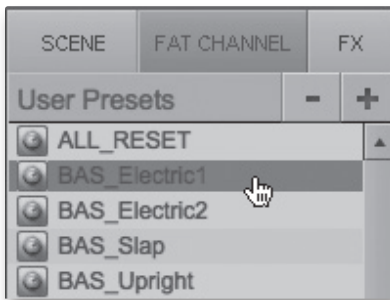 SCENE FAT CHANNEL FX
User Presets - +
ALL_RESET
BAS_Electric1
BAS_Electric2
BAS_Slap
BAS_Upright